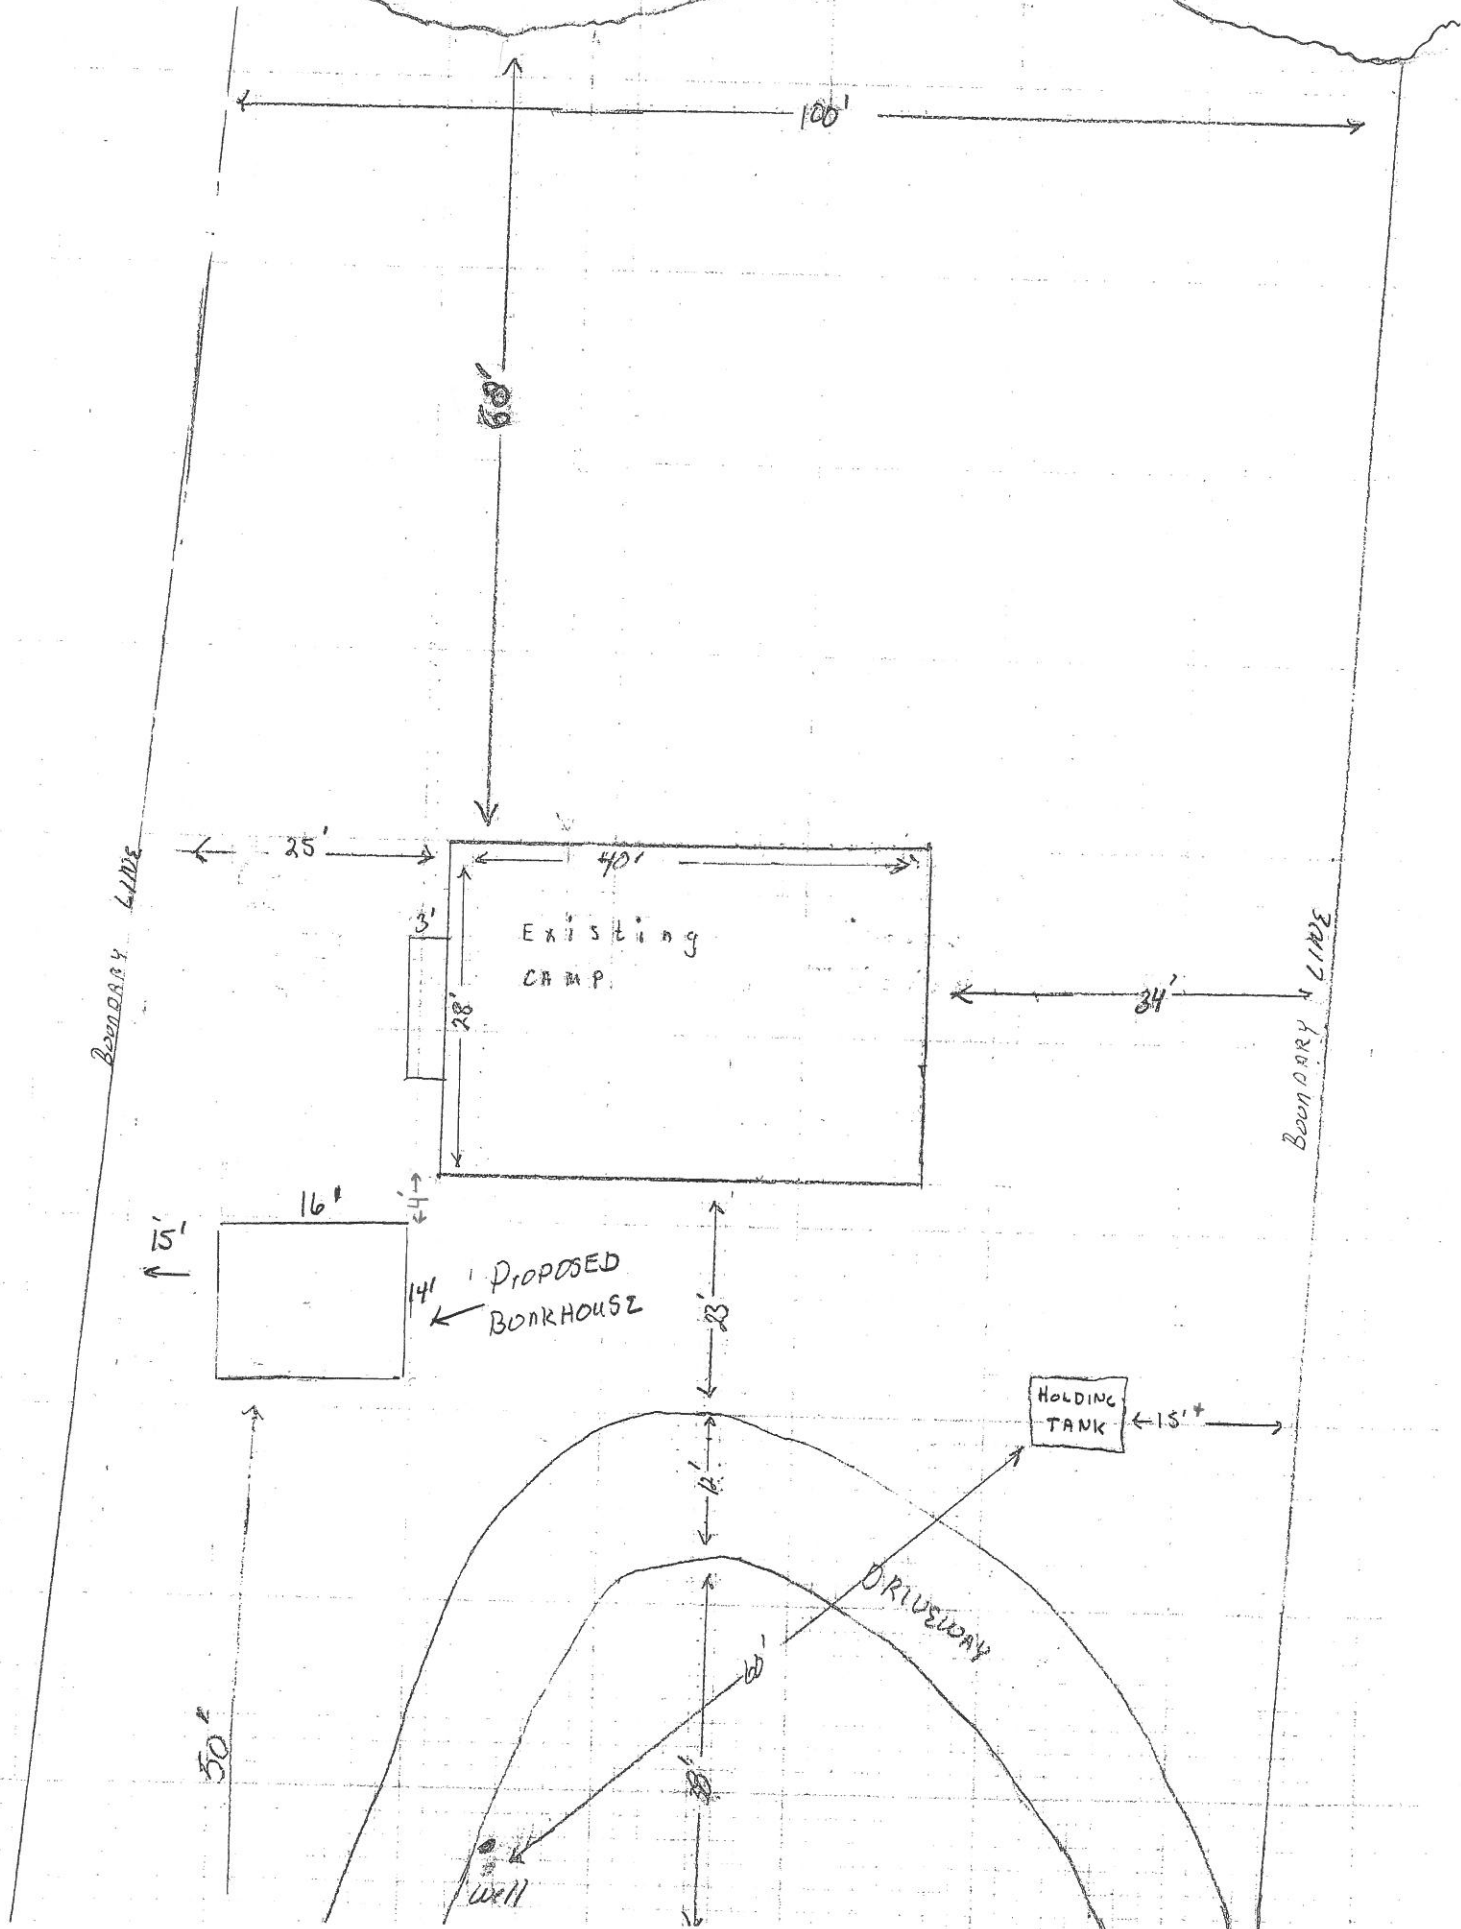 100'
68'
25'
40'
3'
Existing
CAMP.
28'
34'
BOUNDARY LINE
BOUNDARY LINE
16'
4'
15'
14'
PROPOSED
BUNKHOUSE
23'
HOLDING
TANK
15'+
12'
DRIVEWAY
60'
50'
38'
Well